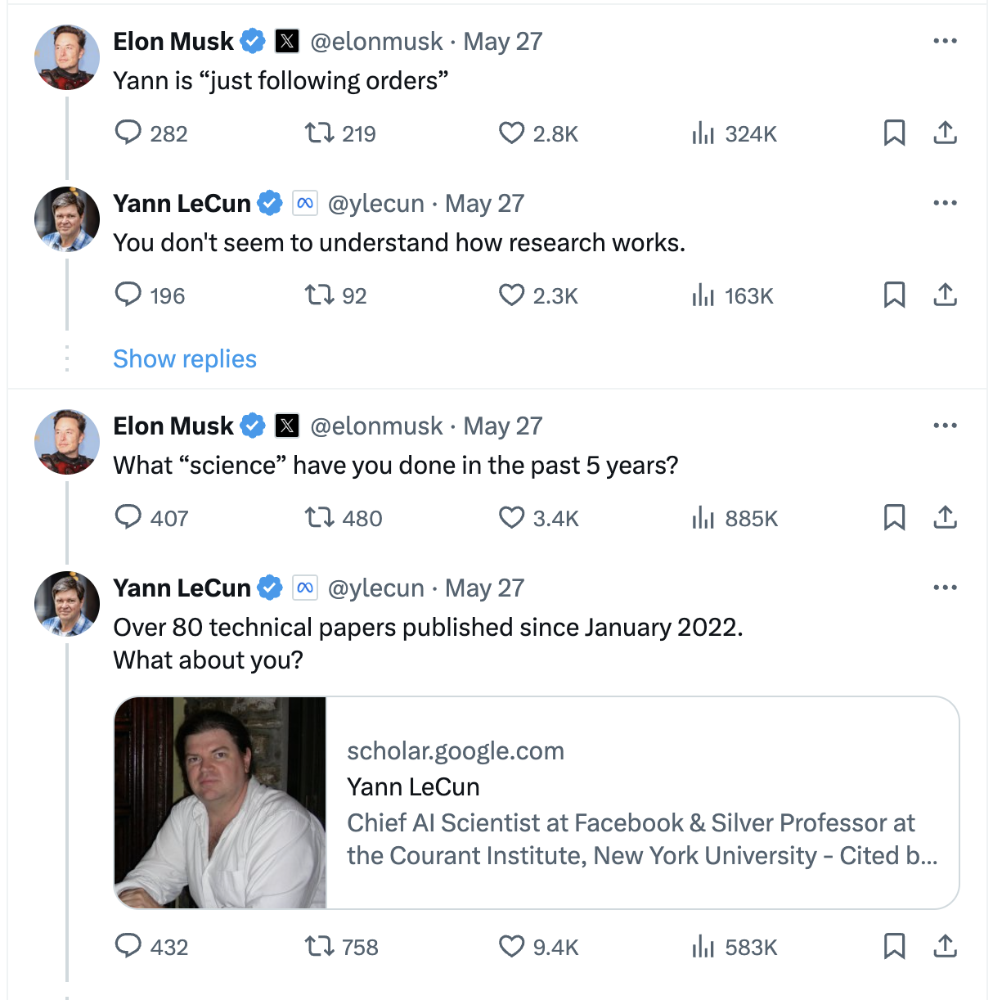 Elon Musk @elonmusk · May 27
Yann is “just following orders”
282 219 2.8K 324K
Yann LeCun @ylecun · May 27
You don't seem to understand how research works.
196 92 2.3K 163K
Show replies
Elon Musk @elonmusk · May 27
What “science” have you done in the past 5 years?
407 480 3.4K 885K
Yann LeCun @ylecun · May 27
Over 80 technical papers published since January 2022.
What about you?
scholar.google.com
Yann LeCun
Chief AI Scientist at Facebook & Silver Professor at
the Courant Institute, New York University - Cited b...
432 758 9.4K 583K